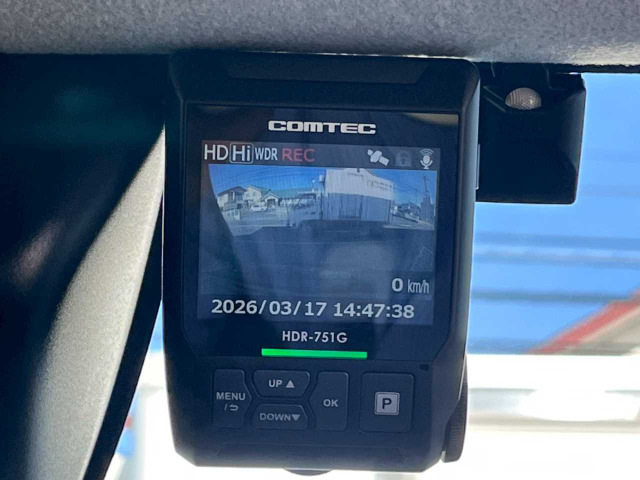 COMTEC
HD Hi WDR REC
0 km/h
2026/03/17 14:47:38
HDR-751G
MENU
UP ▲
OK
P
DOWN▼